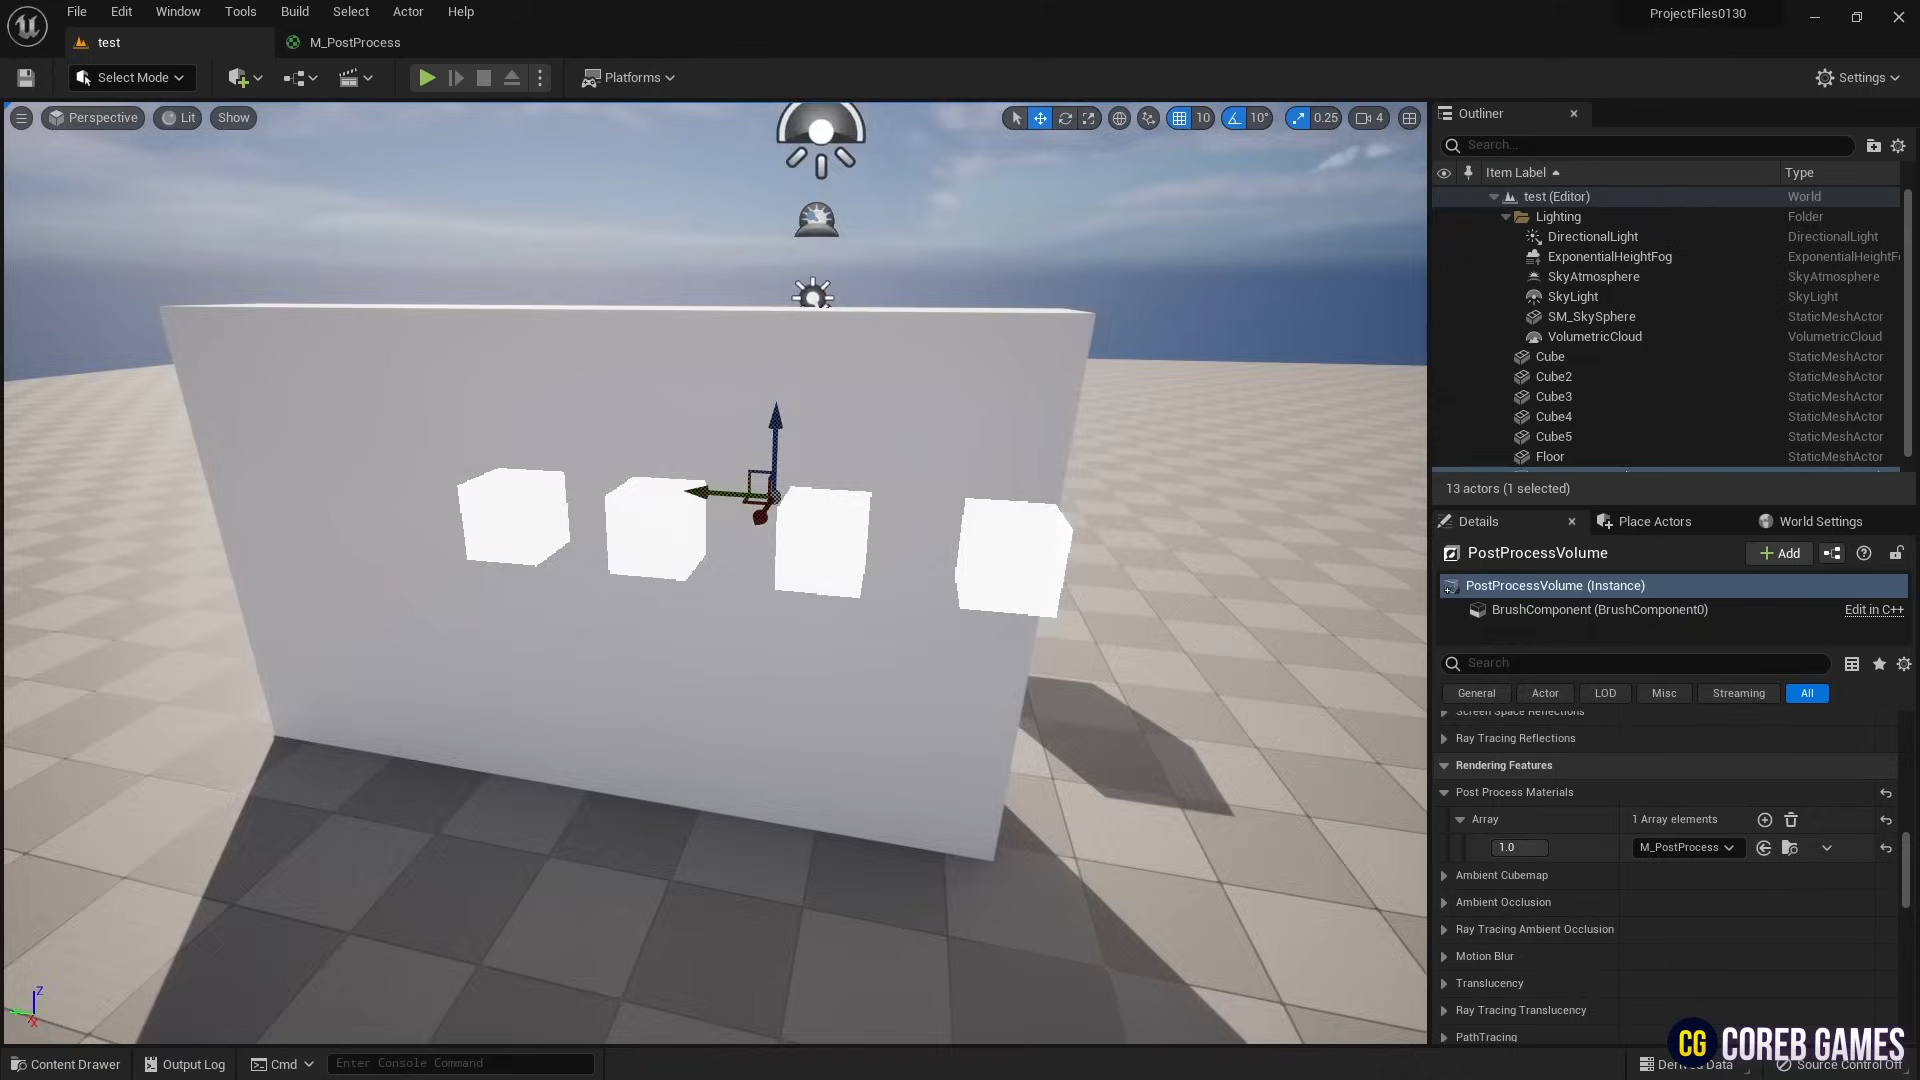 File Edit Window Tools Build Select Actor Help
ProjectFiles0130
test
M_PostProcess
Select Mode
Platforms
Settings
Perspective
Lit
Show
10
10°
0.25
4
Outliner
Search...
Item Label
Type
test (Editor) World
Lighting Folder
DirectionalLight DirectionalLight
ExponentialHeightFog ExponentialHeightF
SkyAtmosphere SkyAtmosphere
SkyLight SkyLight
SM_SkySphere StaticMeshActor
VolumetricCloud VolumetricCloud
Cube StaticMeshActor
Cube2 StaticMeshActor
Cube3 StaticMeshActor
Cube4 StaticMeshActor
Cube5 StaticMeshActor
Floor StaticMeshActor
13 actors (1 selected)
Details
Place Actors
World Settings
PostProcessVolume
Add
PostProcessVolume (Instance)
BrushComponent (BrushComponent0)
Edit in C++
Search
General
Actor
LOD
Misc
Streaming
All
Screen Space Reflections
Ray Tracing Reflections
Rendering Features
Post Process Materials
Array
1 Array elements
1.0
M_PostProcess
Ambient Cubemap
Ambient Occlusion
Ray Tracing Ambient Occlusion
Motion Blur
Translucency
Ray Tracing Translucency
PathTracing
Z
X
CG COREB GAMES
Content Drawer
Output Log
Cmd
Enter Console Command
Derived Data
Source Control Off